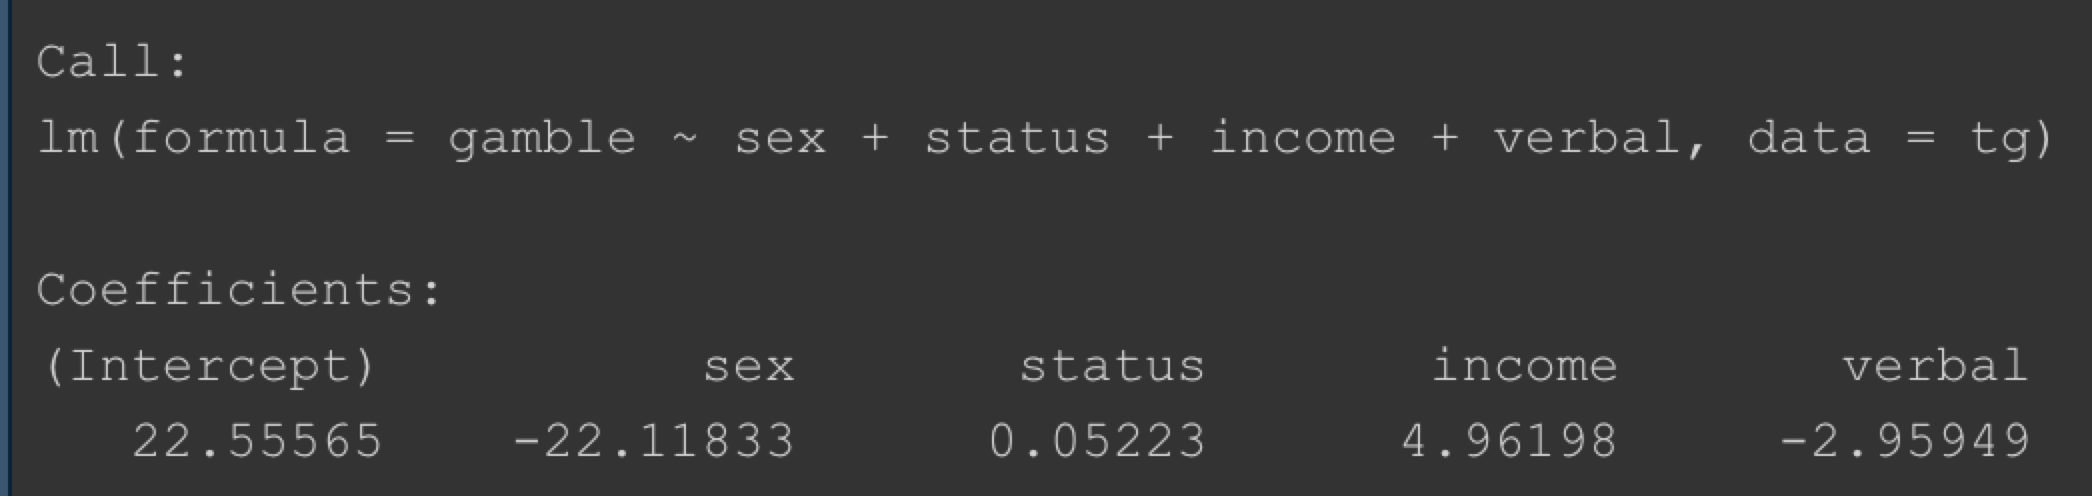 Call:
lm(formula = gamble ~ sex + status + income + verbal, data = tg)
Coefficients:
(Intercept) sex status income verbal
22.55565 -22.11833 0.05223 4.96198 -2.95949